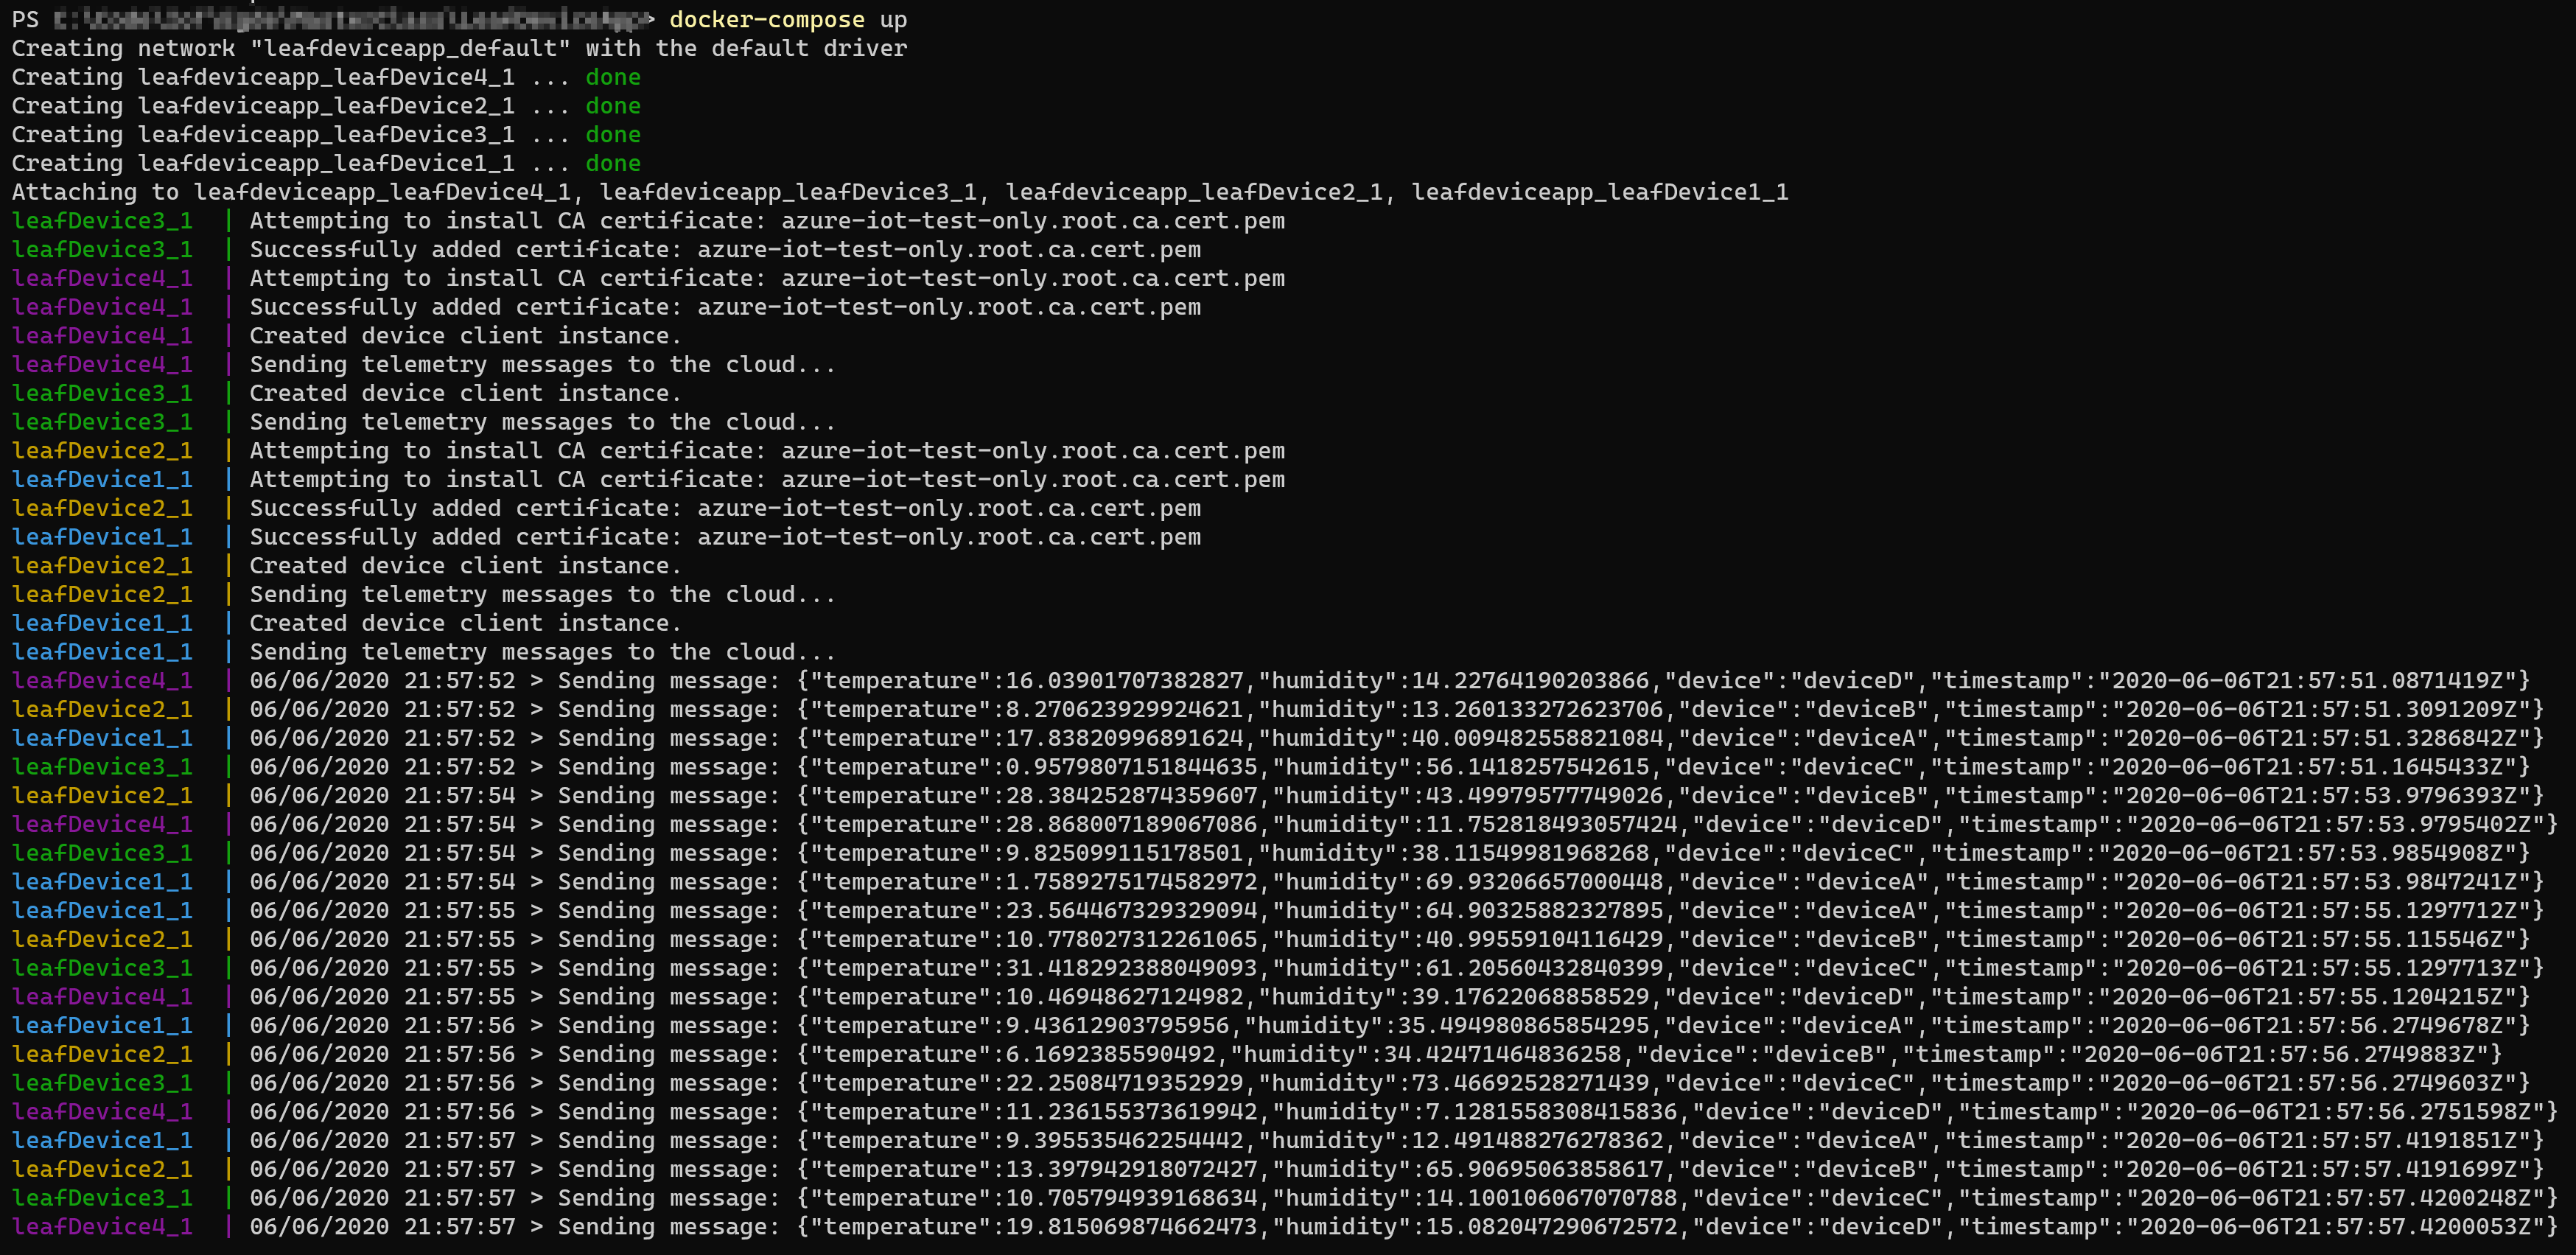 PS > docker-compose up
Creating network "leafdeviceapp_default" with the default driver
Creating leafdeviceapp_leafDevice4_1 ... done
Creating leafdeviceapp_leafDevice2_1 ... done
Creating leafdeviceapp_leafDevice3_1 ... done
Creating leafdeviceapp_leafDevice1_1 ... done
Attaching to leafdeviceapp_leafDevice4_1, leafdeviceapp_leafDevice3_1, leafdeviceapp_leafDevice2_1, leafdeviceapp_leafDevice1_1
leafDevice3_1  | Attempting to install CA certificate: azure-iot-test-only.root.ca.cert.pem
leafDevice3_1  | Successfully added certificate: azure-iot-test-only.root.ca.cert.pem
leafDevice4_1  | Attempting to install CA certificate: azure-iot-test-only.root.ca.cert.pem
leafDevice4_1  | Successfully added certificate: azure-iot-test-only.root.ca.cert.pem
leafDevice4_1  | Created device client instance.
leafDevice4_1  | Sending telemetry messages to the cloud...
leafDevice3_1  | Created device client instance.
leafDevice3_1  | Sending telemetry messages to the cloud...
leafDevice2_1  | Attempting to install CA certificate: azure-iot-test-only.root.ca.cert.pem
leafDevice1_1  | Attempting to install CA certificate: azure-iot-test-only.root.ca.cert.pem
leafDevice2_1  | Successfully added certificate: azure-iot-test-only.root.ca.cert.pem
leafDevice1_1  | Successfully added certificate: azure-iot-test-only.root.ca.cert.pem
leafDevice2_1  | Created device client instance.
leafDevice2_1  | Sending telemetry messages to the cloud...
leafDevice1_1  | Created device client instance.
leafDevice1_1  | Sending telemetry messages to the cloud...
leafDevice4_1  | 06/06/2020 21:57:52 > Sending message: {"temperature":16.03901707382827,"humidity":14.22764190203866,"device":"deviceD","timestamp":"2020-06-06T21:57:51.0871419Z"}
leafDevice2_1  | 06/06/2020 21:57:52 > Sending message: {"temperature":8.270623929924621,"humidity":13.260133272623706,"device":"deviceB","timestamp":"2020-06-06T21:57:51.3091209Z"}
leafDevice1_1  | 06/06/2020 21:57:52 > Sending message: {"temperature":17.83820996891624,"humidity":40.009482558821084,"device":"deviceA","timestamp":"2020-06-06T21:57:51.3286842Z"}
leafDevice3_1  | 06/06/2020 21:57:52 > Sending message: {"temperature":0.9579807151844635,"humidity":56.1418257542615,"device":"deviceC","timestamp":"2020-06-06T21:57:51.1645433Z"}
leafDevice2_1  | 06/06/2020 21:57:54 > Sending message: {"temperature":28.384252874359607,"humidity":43.49979577749026,"device":"deviceB","timestamp":"2020-06-06T21:57:53.9796393Z"}
leafDevice4_1  | 06/06/2020 21:57:54 > Sending message: {"temperature":28.868007189067086,"humidity":11.752818493057424,"device":"deviceD","timestamp":"2020-06-06T21:57:53.9795402Z"}
leafDevice3_1  | 06/06/2020 21:57:54 > Sending message: {"temperature":9.825099115178501,"humidity":38.11549981968268,"device":"deviceC","timestamp":"2020-06-06T21:57:53.9854908Z"}
leafDevice1_1  | 06/06/2020 21:57:54 > Sending message: {"temperature":1.7589275174582972,"humidity":69.93206657000448,"device":"deviceA","timestamp":"2020-06-06T21:57:53.9847241Z"}
leafDevice1_1  | 06/06/2020 21:57:55 > Sending message: {"temperature":23.564467329329094,"humidity":64.90325882327895,"device":"deviceA","timestamp":"2020-06-06T21:57:55.1297712Z"}
leafDevice2_1  | 06/06/2020 21:57:55 > Sending message: {"temperature":10.778027312261065,"humidity":40.99559104116429,"device":"deviceB","timestamp":"2020-06-06T21:57:55.115546Z"}
leafDevice3_1  | 06/06/2020 21:57:55 > Sending message: {"temperature":31.418292388049093,"humidity":61.20560432840399,"device":"deviceC","timestamp":"2020-06-06T21:57:55.1297713Z"}
leafDevice4_1  | 06/06/2020 21:57:55 > Sending message: {"temperature":10.46948627124982,"humidity":39.17622068858529,"device":"deviceD","timestamp":"2020-06-06T21:57:55.1204215Z"}
leafDevice1_1  | 06/06/2020 21:57:56 > Sending message: {"temperature":9.43612903795956,"humidity":35.494980865854295,"device":"deviceA","timestamp":"2020-06-06T21:57:56.2749678Z"}
leafDevice2_1  | 06/06/2020 21:57:56 > Sending message: {"temperature":6.1692385590492,"humidity":34.42471464836258,"device":"deviceB","timestamp":"2020-06-06T21:57:56.2749883Z"}
leafDevice3_1  | 06/06/2020 21:57:56 > Sending message: {"temperature":22.25084719352929,"humidity":73.46692528271439,"device":"deviceC","timestamp":"2020-06-06T21:57:56.2749603Z"}
leafDevice4_1  | 06/06/2020 21:57:56 > Sending message: {"temperature":11.236155373619942,"humidity":7.1281558308415836,"device":"deviceD","timestamp":"2020-06-06T21:57:56.2751598Z"}
leafDevice1_1  | 06/06/2020 21:57:57 > Sending message: {"temperature":9.395535462254442,"humidity":12.491488276278362,"device":"deviceA","timestamp":"2020-06-06T21:57:57.4191851Z"}
leafDevice2_1  | 06/06/2020 21:57:57 > Sending message: {"temperature":13.397942918072427,"humidity":65.90695063858617,"device":"deviceB","timestamp":"2020-06-06T21:57:57.4191699Z"}
leafDevice3_1  | 06/06/2020 21:57:57 > Sending message: {"temperature":10.705794939168634,"humidity":14.100106067070788,"device":"deviceC","timestamp":"2020-06-06T21:57:57.4200248Z"}
leafDevice4_1  | 06/06/2020 21:57:57 > Sending message: {"temperature":19.815069874662473,"humidity":15.082047290672572,"device":"deviceD","timestamp":"2020-06-06T21:57:57.4200053Z"}